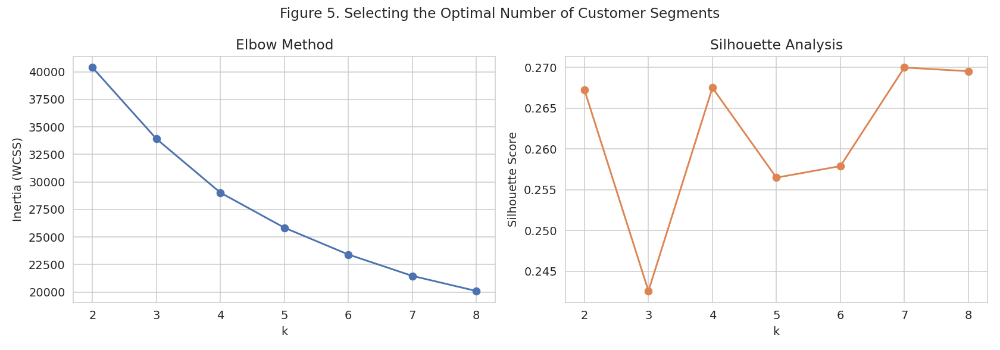 Figure 5. Selecting the Optimal Number of Customer Segments
Elbow Method
Inertia (WCSS)
40000
37500
35000
32500
30000
27500
25000
22500
20000
2 3 4 5 6 7 8
k
Silhouette Analysis
Silhouette Score
0.270
0.265
0.260
0.255
0.250
0.245
2 3 4 5 6 7 8
k